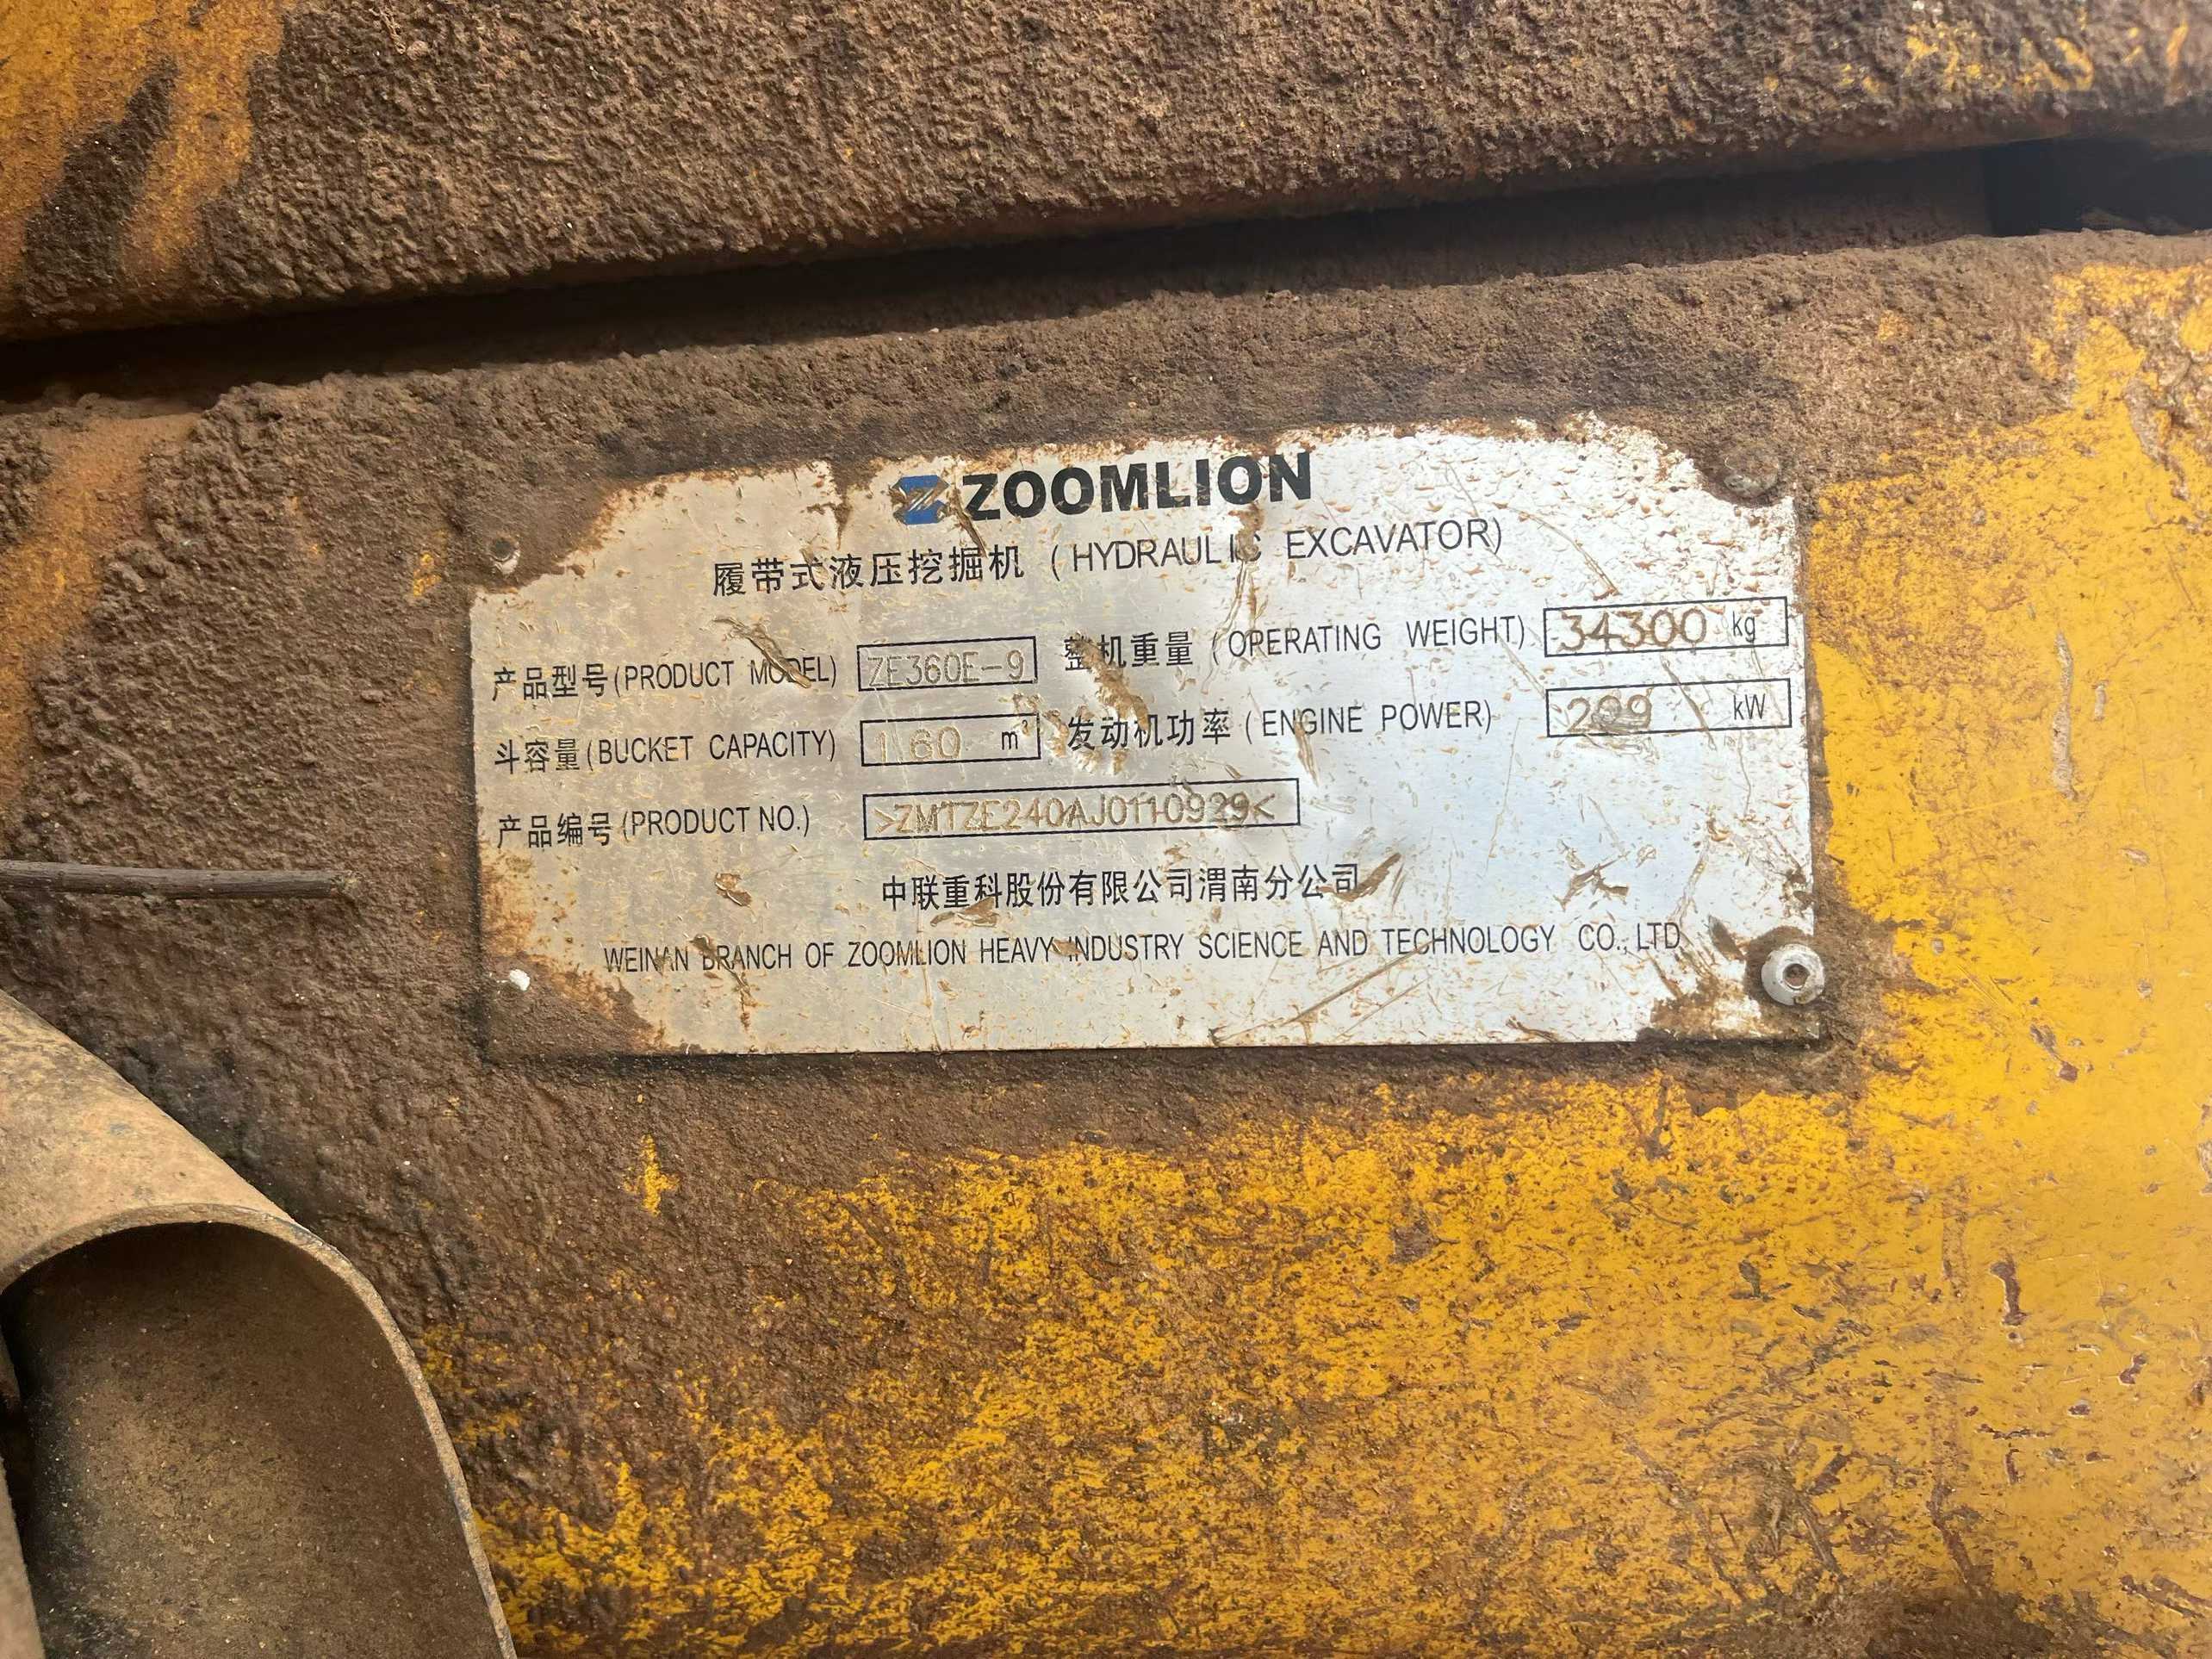 ZOOMLION
履带式液压挖掘机 (HYDRAULIC EXCAVATOR)
产品型号(PRODUCT MODEL) ZE360E-9 整机重量 (OPERATING WEIGHT) 34300 kg
斗容量(BUCKET CAPACITY) 1.60 m³ 发动机功率 (ENGINE POWER) kW
产品编号(PRODUCT NO.) >ZMTZE240AJ0110929<
中联重科股份有限公司渭南分公司
WEINAN BRANCH OF ZOOMLION HEAVY INDUSTRY SCIENCE AND TECHNOLOGY CO., LTD